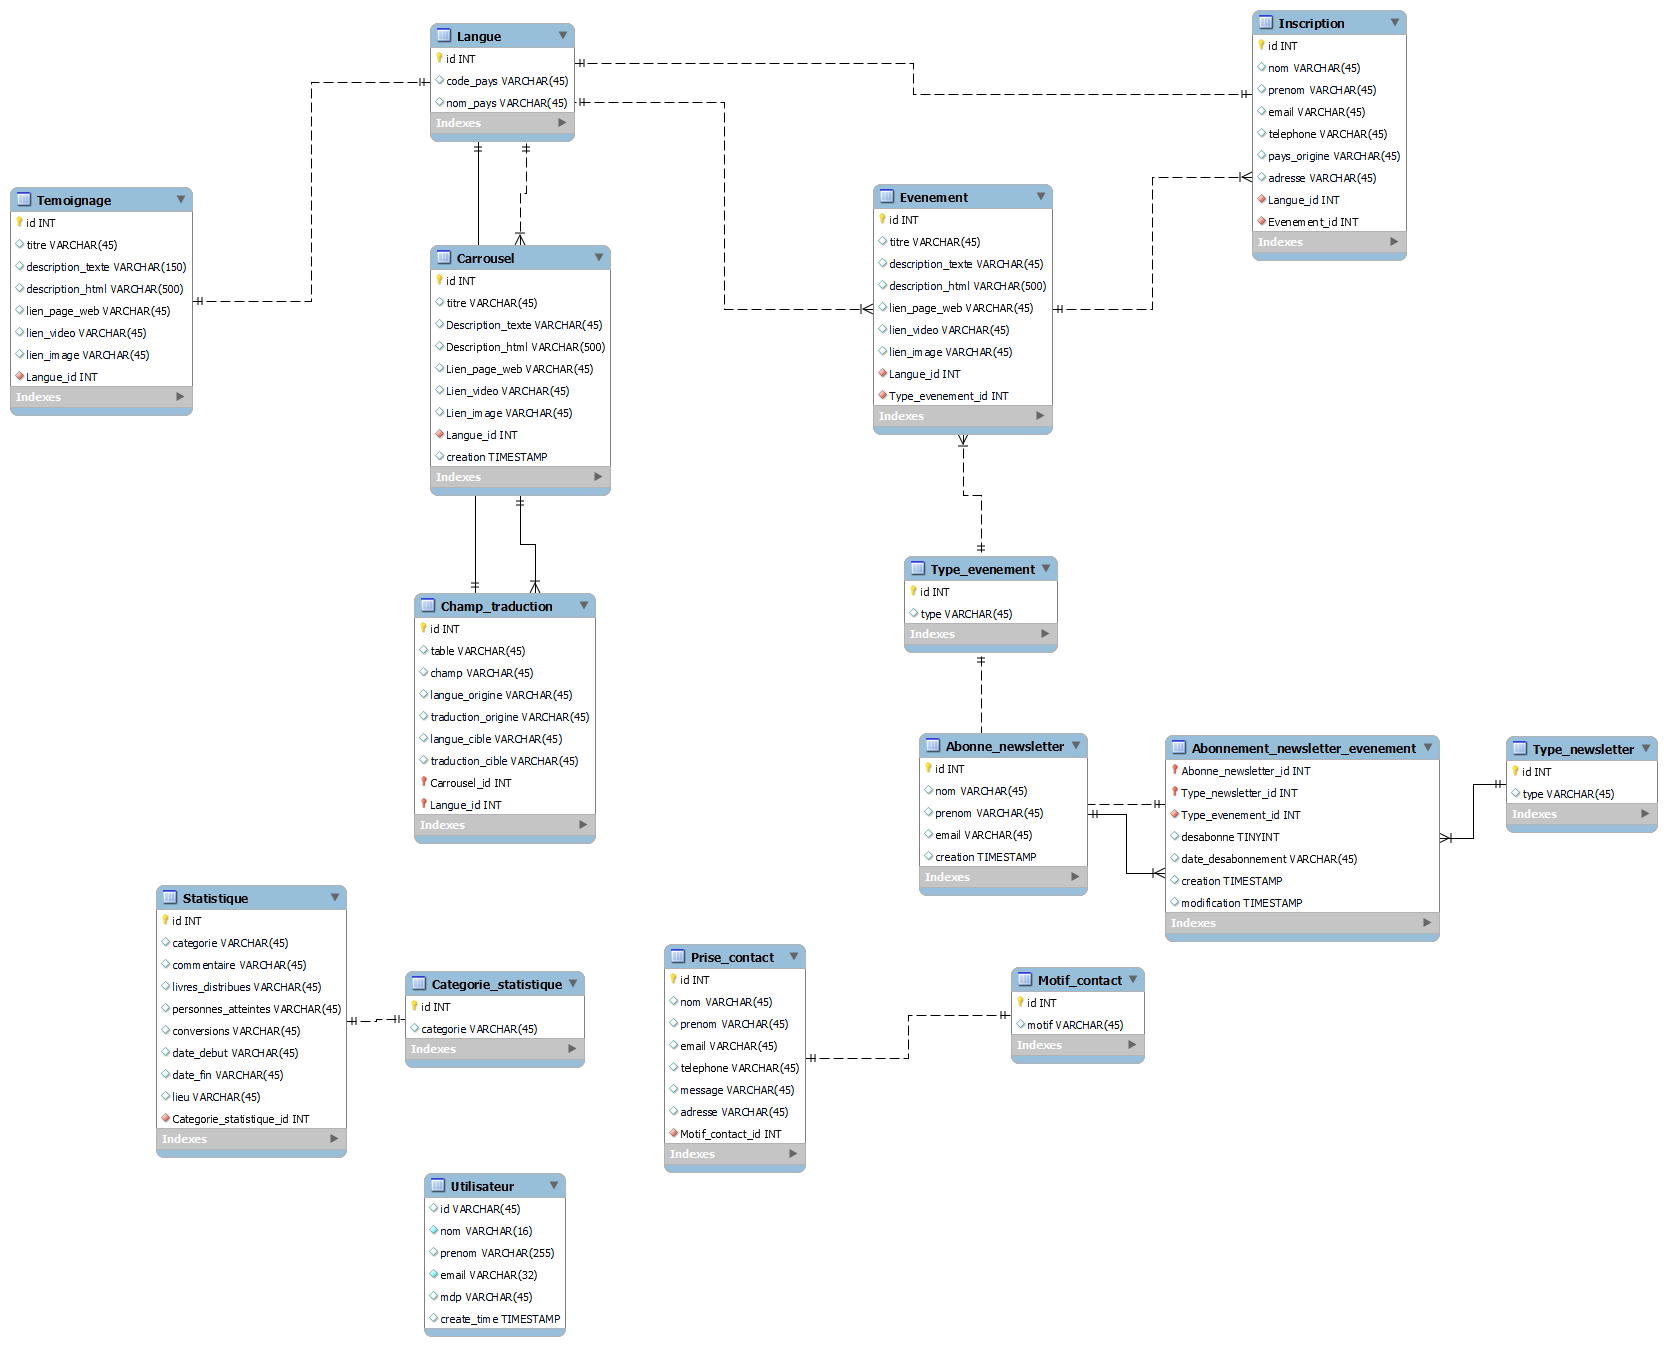 Langue
id INT
code_pays VARCHAR(45)
nom_pays VARCHAR(45)
Indexes
Inscription
id INT
nom VARCHAR(45)
prenom VARCHAR(45)
email VARCHAR(45)
telephone VARCHAR(45)
pays_origine VARCHAR(45)
adresse VARCHAR(45)
Langue_id INT
Evenement_id INT
Indexes
Temoignage
id INT
titre VARCHAR(45)
description_texte VARCHAR(150)
description_html VARCHAR(500)
lien_page_web VARCHAR(45)
lien_video VARCHAR(45)
lien_image VARCHAR(45)
Langue_id INT
Indexes
Carrousel
id INT
titre VARCHAR(45)
Description_texte VARCHAR(45)
Description_html VARCHAR(500)
Lien_page_web VARCHAR(45)
Lien_video VARCHAR(45)
Lien_image VARCHAR(45)
Langue_id INT
creation TIMESTAMP
Indexes
Evenement
id INT
titre VARCHAR(45)
description_texte VARCHAR(45)
description_html VARCHAR(500)
lien_page_web VARCHAR(45)
lien_video VARCHAR(45)
lien_image VARCHAR(45)
Langue_id INT
Type_evenement_id INT
Indexes
Type_evenement
id INT
type VARCHAR(45)
Indexes
Champ_traduction
id INT
table VARCHAR(45)
champ VARCHAR(45)
langue_origine VARCHAR(45)
traduction_origine VARCHAR(45)
langue_cible VARCHAR(45)
traduction_cible VARCHAR(45)
Carrousel_id INT
Langue_id INT
Indexes
Abonne_newsletter
id INT
nom VARCHAR(45)
prenom VARCHAR(45)
email VARCHAR(45)
creation TIMESTAMP
Indexes
Abonnement_newsletter_evenement
Abonne_newsletter_id INT
Type_newsletter_id INT
Type_evenement_id INT
desabonne TINYINT
date_desabonnement VARCHAR(45)
creation TIMESTAMP
modification TIMESTAMP
Indexes
Type_newsletter
id INT
type VARCHAR(45)
Indexes
Statistique
id INT
categorie VARCHAR(45)
commentaire VARCHAR(45)
livres_distribues VARCHAR(45)
personnes_atteintes VARCHAR(45)
conversions VARCHAR(45)
date_debut VARCHAR(45)
date_fin VARCHAR(45)
lieu VARCHAR(45)
Categorie_statistique_id INT
Indexes
Categorie_statistique
id INT
categorie VARCHAR(45)
Indexes
Prise_contact
id INT
nom VARCHAR(45)
prenom VARCHAR(45)
email VARCHAR(45)
telephone VARCHAR(45)
message VARCHAR(45)
adresse VARCHAR(45)
Motif_contact_id INT
Indexes
Motif_contact
id INT
motif VARCHAR(45)
Indexes
Utilisateur
id VARCHAR(45)
nom VARCHAR(16)
prenom VARCHAR(255)
email VARCHAR(32)
mdp VARCHAR(45)
create_time TIMESTAMP